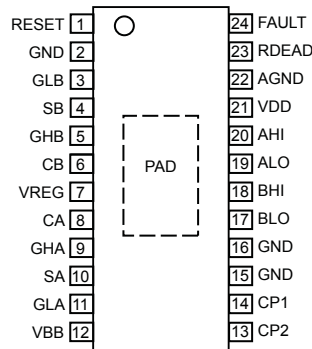 RESET 1
GND 2
GLB 3
SB 4
GHB 5
CB 6
VREG 7
CA 8
GHA 9
SA 10
GLA 11
VBB 12
PAD
24 FAULT
23 RDEAD
22 AGND
21 VDD
20 AHI
19 ALO
18 BHI
17 BLO
16 GND
15 GND
14 CP1
13 CP2